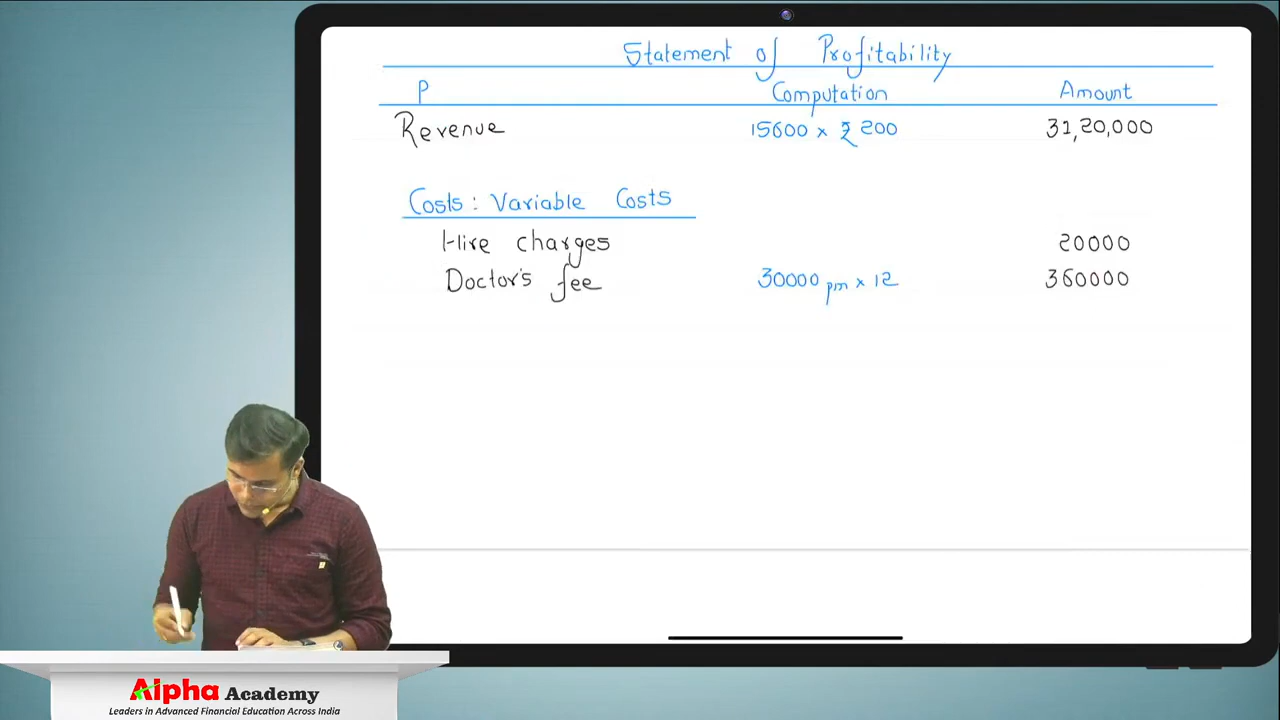 Statement of Profitability
P Computation Amount
Revenue 15600 x ₹ 200 31,20,000
Costs: Variable Costs
Hire charges 20000
Doctor's fee 30000 pm x 12 360000
Alpha Academy
Leaders in Advanced Financial Education Across India